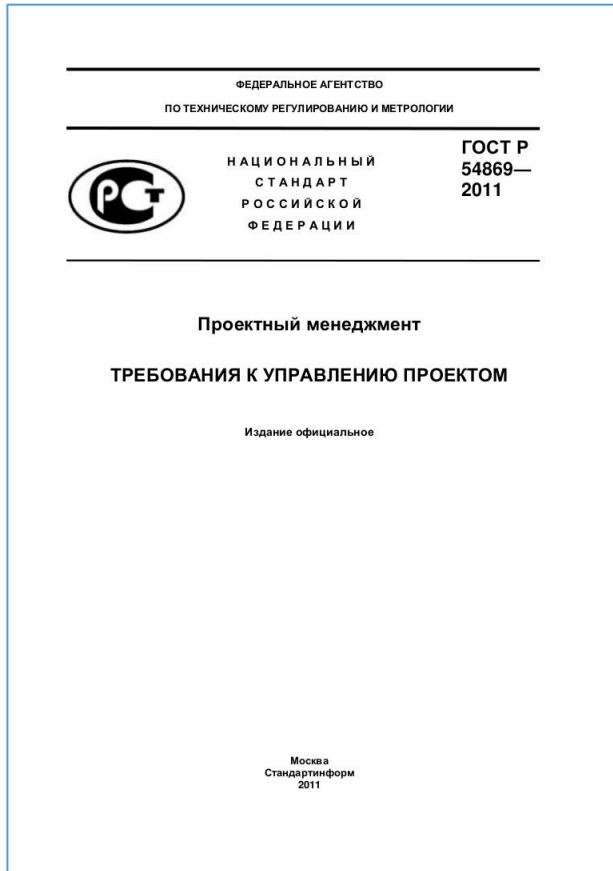 ФЕДЕРАЛЬНОЕ АГЕНТСТВО
ПО ТЕХНИЧЕСКОМУ РЕГУЛИРОВАНИЮ И МЕТРОЛОГИИ
РСТ
НАЦИОНАЛЬНЫЙ
СТАНДАРТ
РОССИЙСКОЙ
ФЕДЕРАЦИИ
ГОСТ Р
54869—
2011
Проектный менеджмент
ТРЕБОВАНИЯ К УПРАВЛЕНИЮ ПРОЕКТОМ
Издание официальное
Москва
Стандартинформ
2011